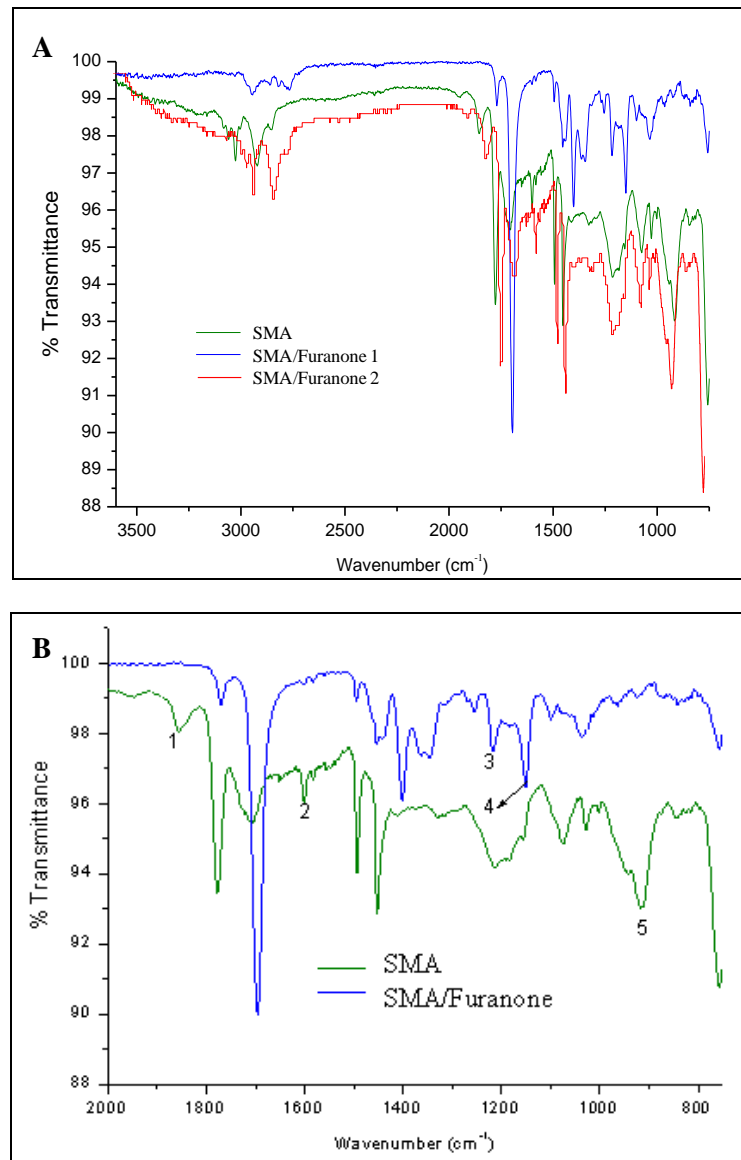 A
100
99
98
97
96
95
94
93
92
91
90
89
88
% Transmittance
SMA
SMA/Furanone 1
SMA/Furanone 2
3500 3000 2500 2000 1500 1000
Wavenumber (cm-1)
B
100
98
96
94
92
90
88
% Transmittance
1
2
3
4
5
SMA
SMA/Furanone
2000 1800 1600 1400 1200 1000 800
Wavenumber (cm-1)